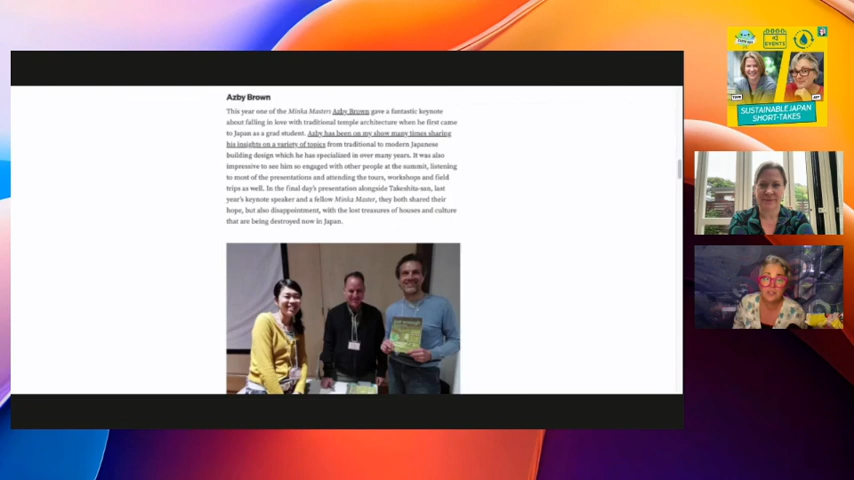 Azby Brown
This year one of the Minka Masters Azby Brown gave a fantastic keynote
about falling in love with traditional temple architecture when he first came
to Japan as a grad student. Azby has been on my show many times sharing
his insights on a variety of topics from traditional to modern Japanese
building design which he has specialized in over many years. It was also
impressive to see him so engaged with other people at the summit, listening
to most of the presentations and attending the tours, workshops and field
trips as well. In the final day's presentation alongside Takeshita-san, last
year's keynote speaker and a fellow Minka Master, they both shared their
hope, but also disappointment, with the lost treasures of houses and culture
that are being destroyed now in Japan.
EVENTS
SUSTAINABLE JAPAN
SHORT-TAKES